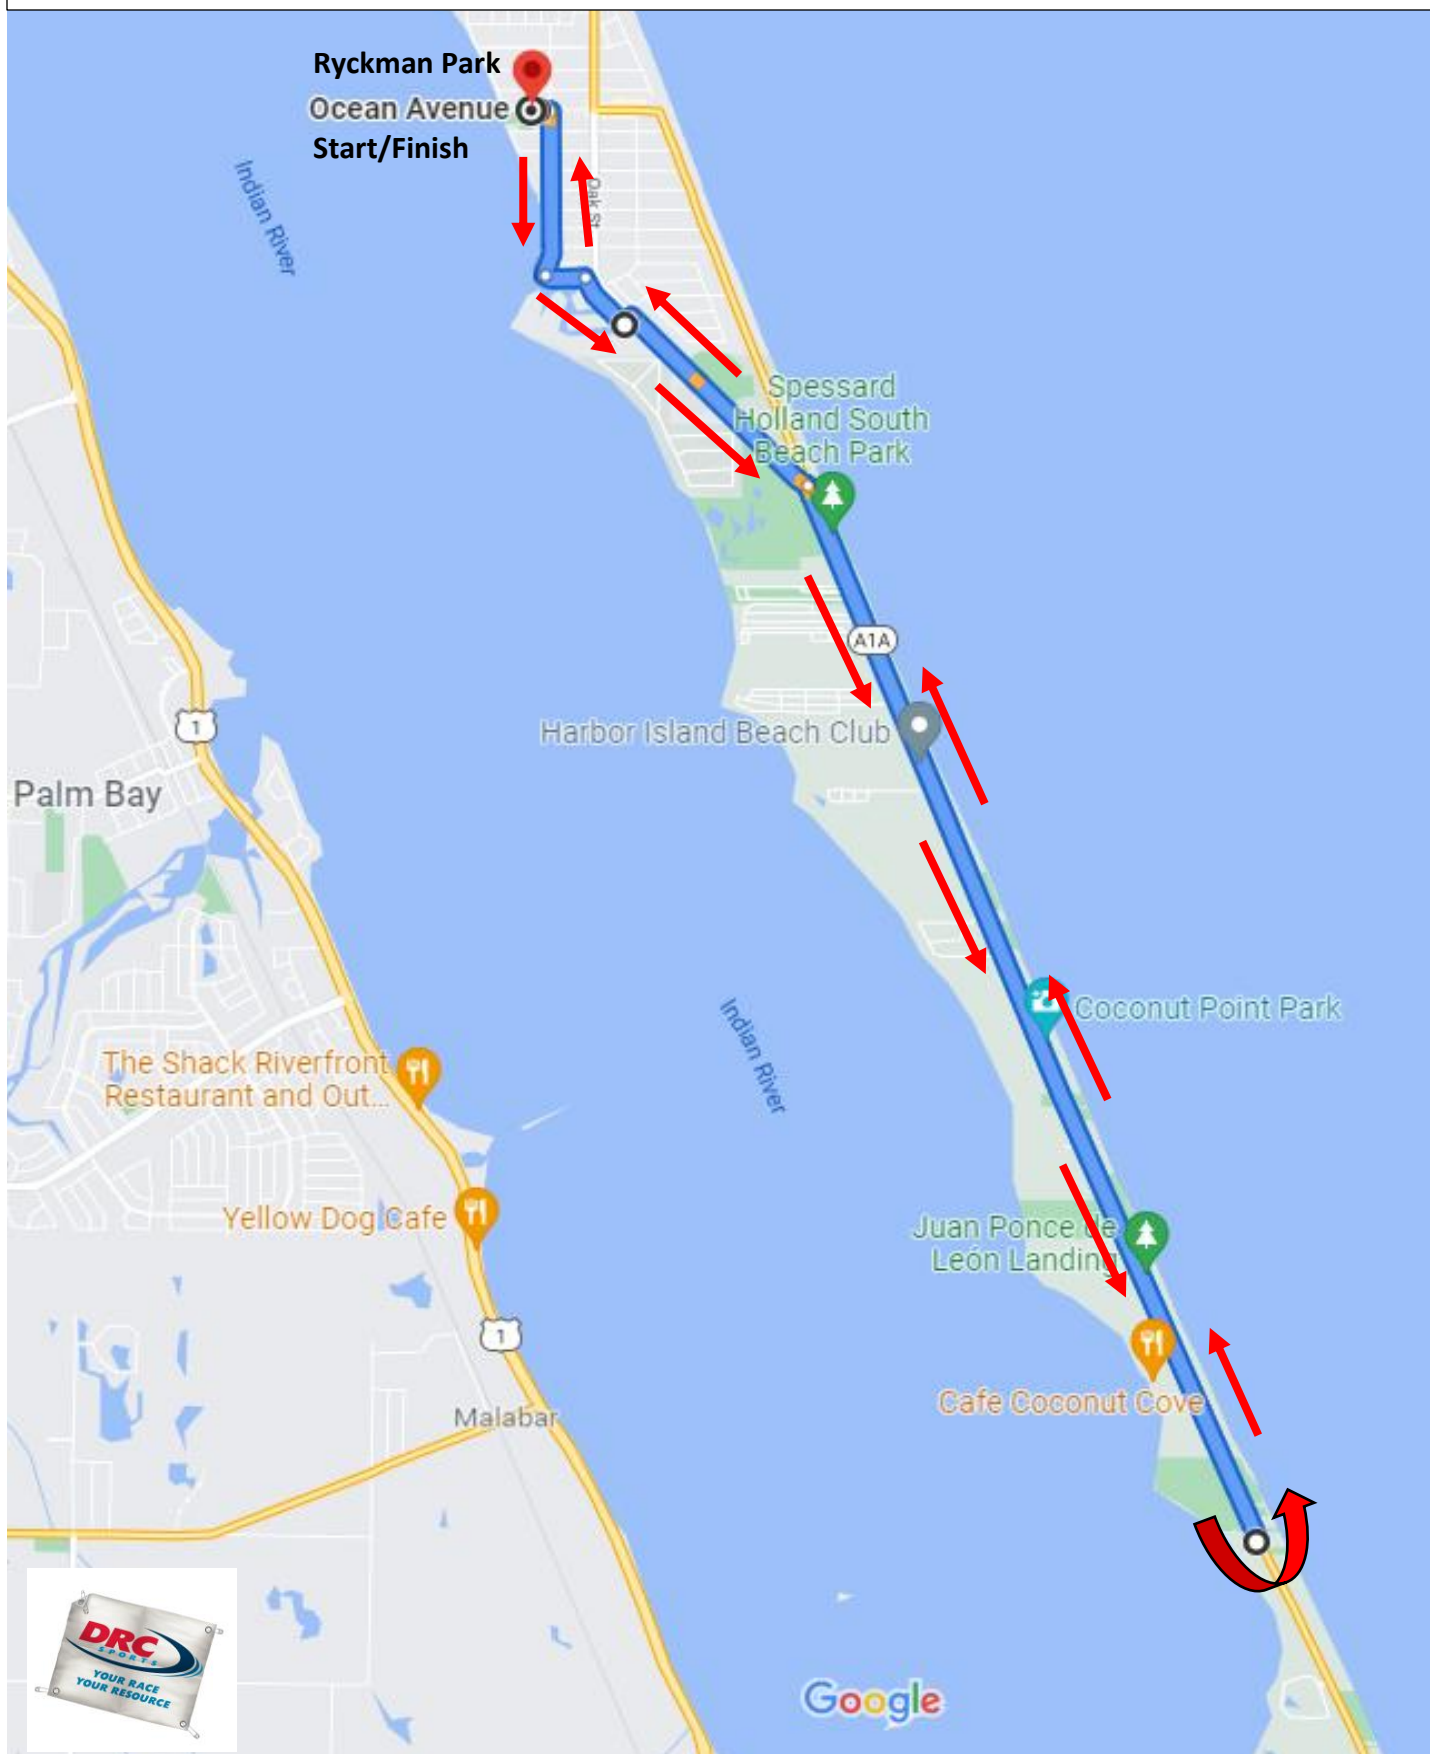 Ryckman Park
Ocean Avenue
Start/Finish
Oak St
Indian River
Spessard
Holland South
Beach Park
A1A
Harbor Island Beach Club
1
Palm Bay
Indian River
Coconut Point Park
The Shack Riverfront
Restaurant and Out...
Yellow Dog Cafe
Juan Ponce de
León Landing
1
Cafe Coconut Cove
Malabar
DRC
SPORTS
YOUR RACE
YOUR RESOURCE
Google